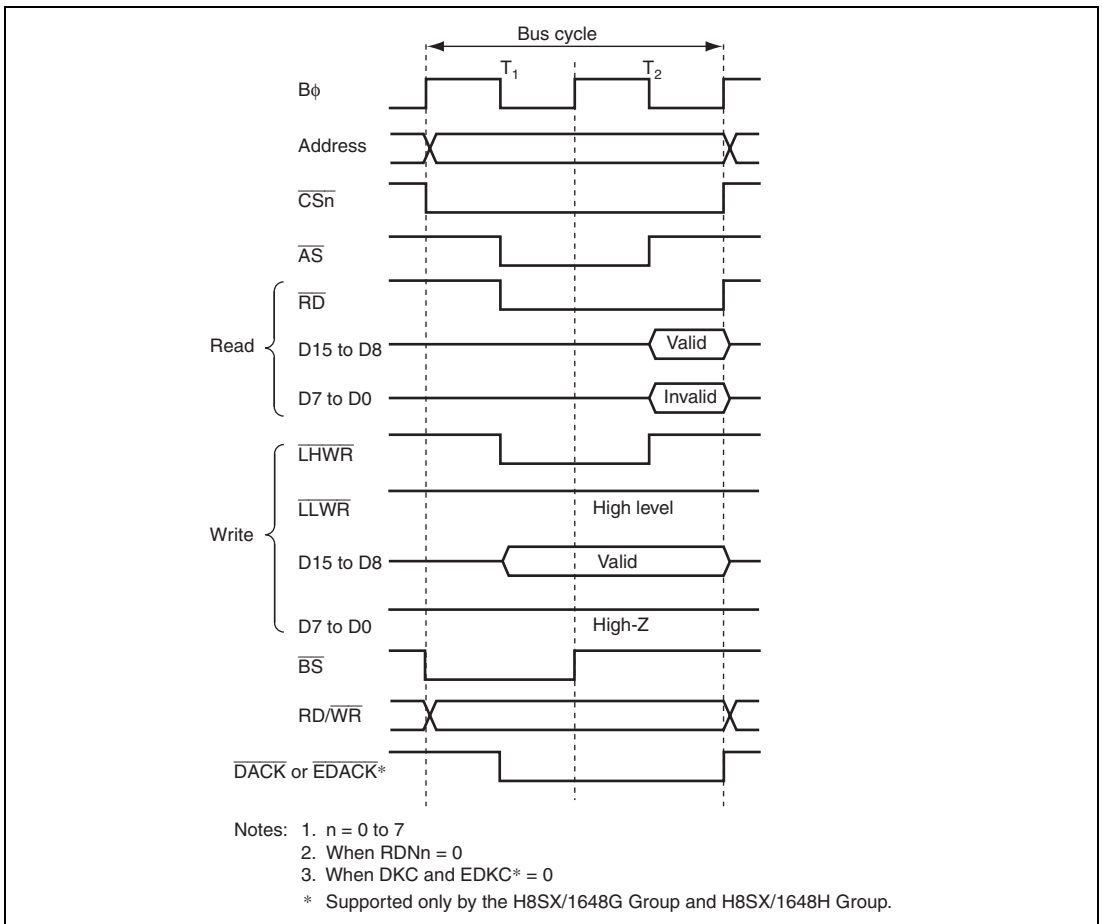 Bus cycle
T1 T2
Bφ
Address
CSn
AS
RD
Read
D15 to D8 Valid
D7 to D0 Invalid
LHWR
LLWR High level
Write
D15 to D8 Valid
D7 to D0 High-Z
BS
RD/WR
DACK or EDACK*
Notes: 1. n = 0 to 7
2. When RDNn = 0
3. When DKC and EDKC* = 0
* Supported only by the H8SX/1648G Group and H8SX/1648H Group.